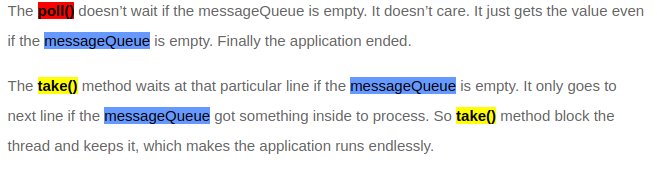 The poll() doesn’t wait if the messageQueue is empty. It doesn’t care. It just gets the value even
if the messageQueue is empty. Finally the application ended.
The take() method waits at that particular line if the messageQueue is empty. It only goes to
next line if the messageQueue got something inside to process. So take() method block the
thread and keeps it, which makes the application runs endlessly.